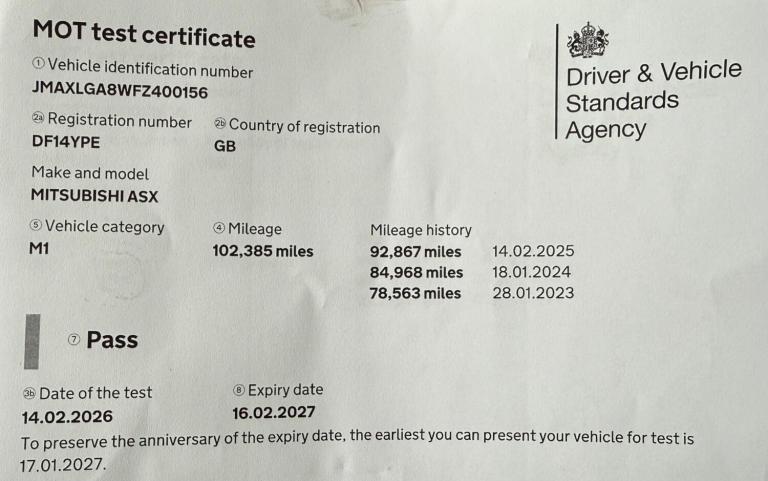 MOT test certificate
① Vehicle identification number
JMAXLGA8WFZ400156
2a Registration number 2b Country of registration
DF14YPE GB
Make and model
MITSUBISHI ASX
⑤ Vehicle category ④ Mileage Mileage history
M1 102,385 miles 92,867 miles 14.02.2025
84,968 miles 18.01.2024
78,563 miles 28.01.2023
⑦ Pass
3b Date of the test ⑧ Expiry date
14.02.2026 16.02.2027
To preserve the anniversary of the expiry date, the earliest you can present your vehicle for test is
17.01.2027.
Driver & Vehicle
Standards
Agency